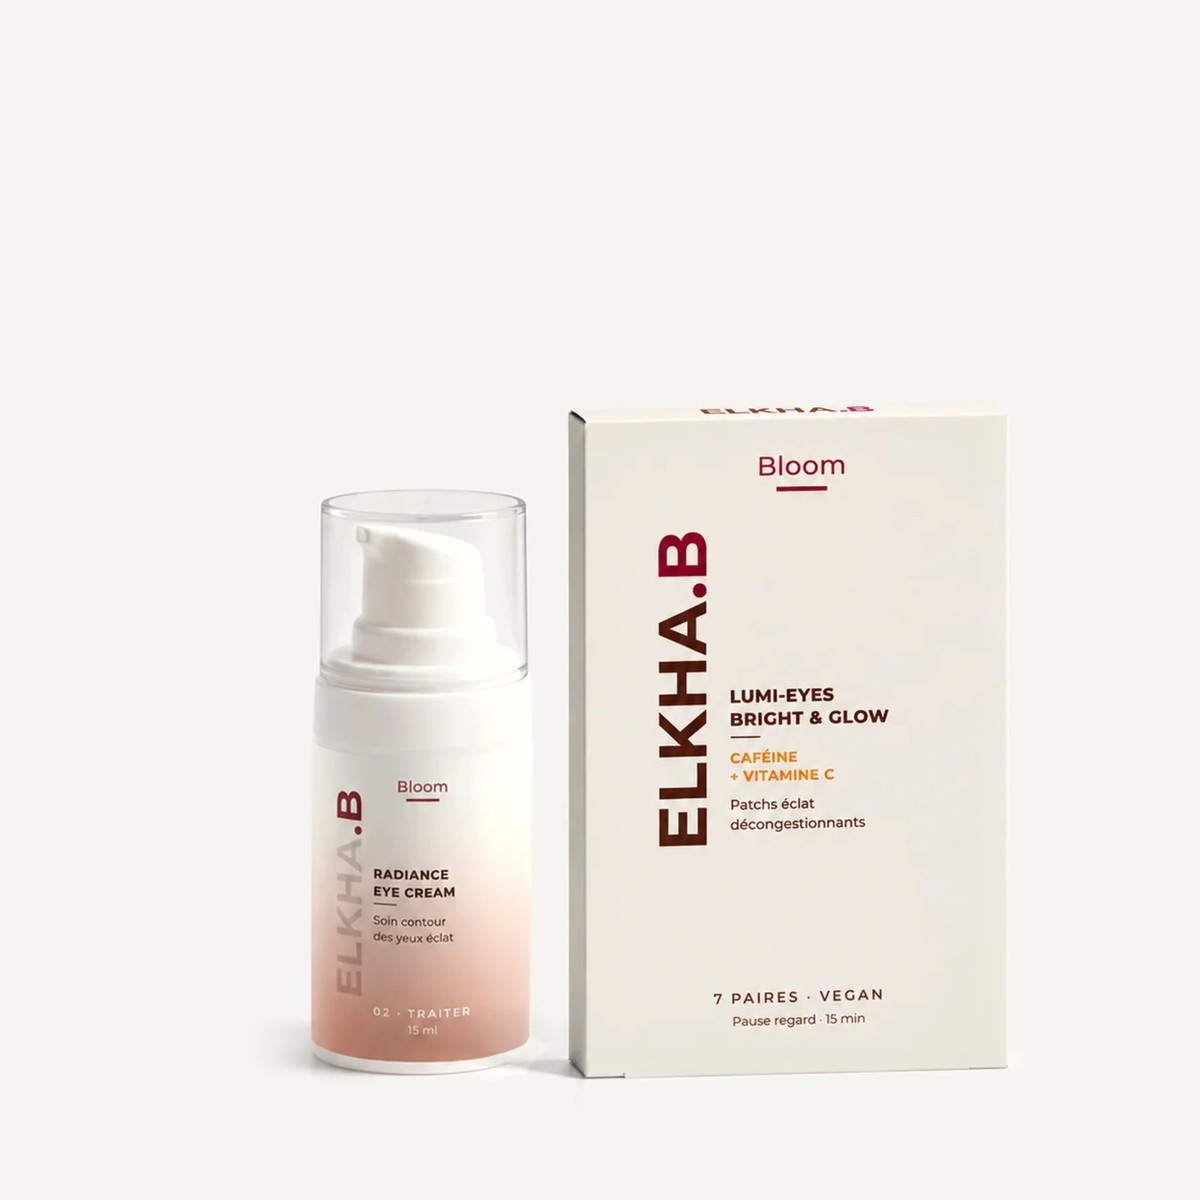 Bloom
ELKHA.B
RADIANCE
EYE CREAM
Soin contour
des yeux éclat
02 · TRAITER
15 ml
ELKHA.B
Bloom
ELKHA.B
LUMI-EYES
BRIGHT & GLOW
CAFÉINE
+ VITAMINE C
Patchs éclat
décongestionnants
7 PAIRES · VEGAN
Pause regard · 15 min